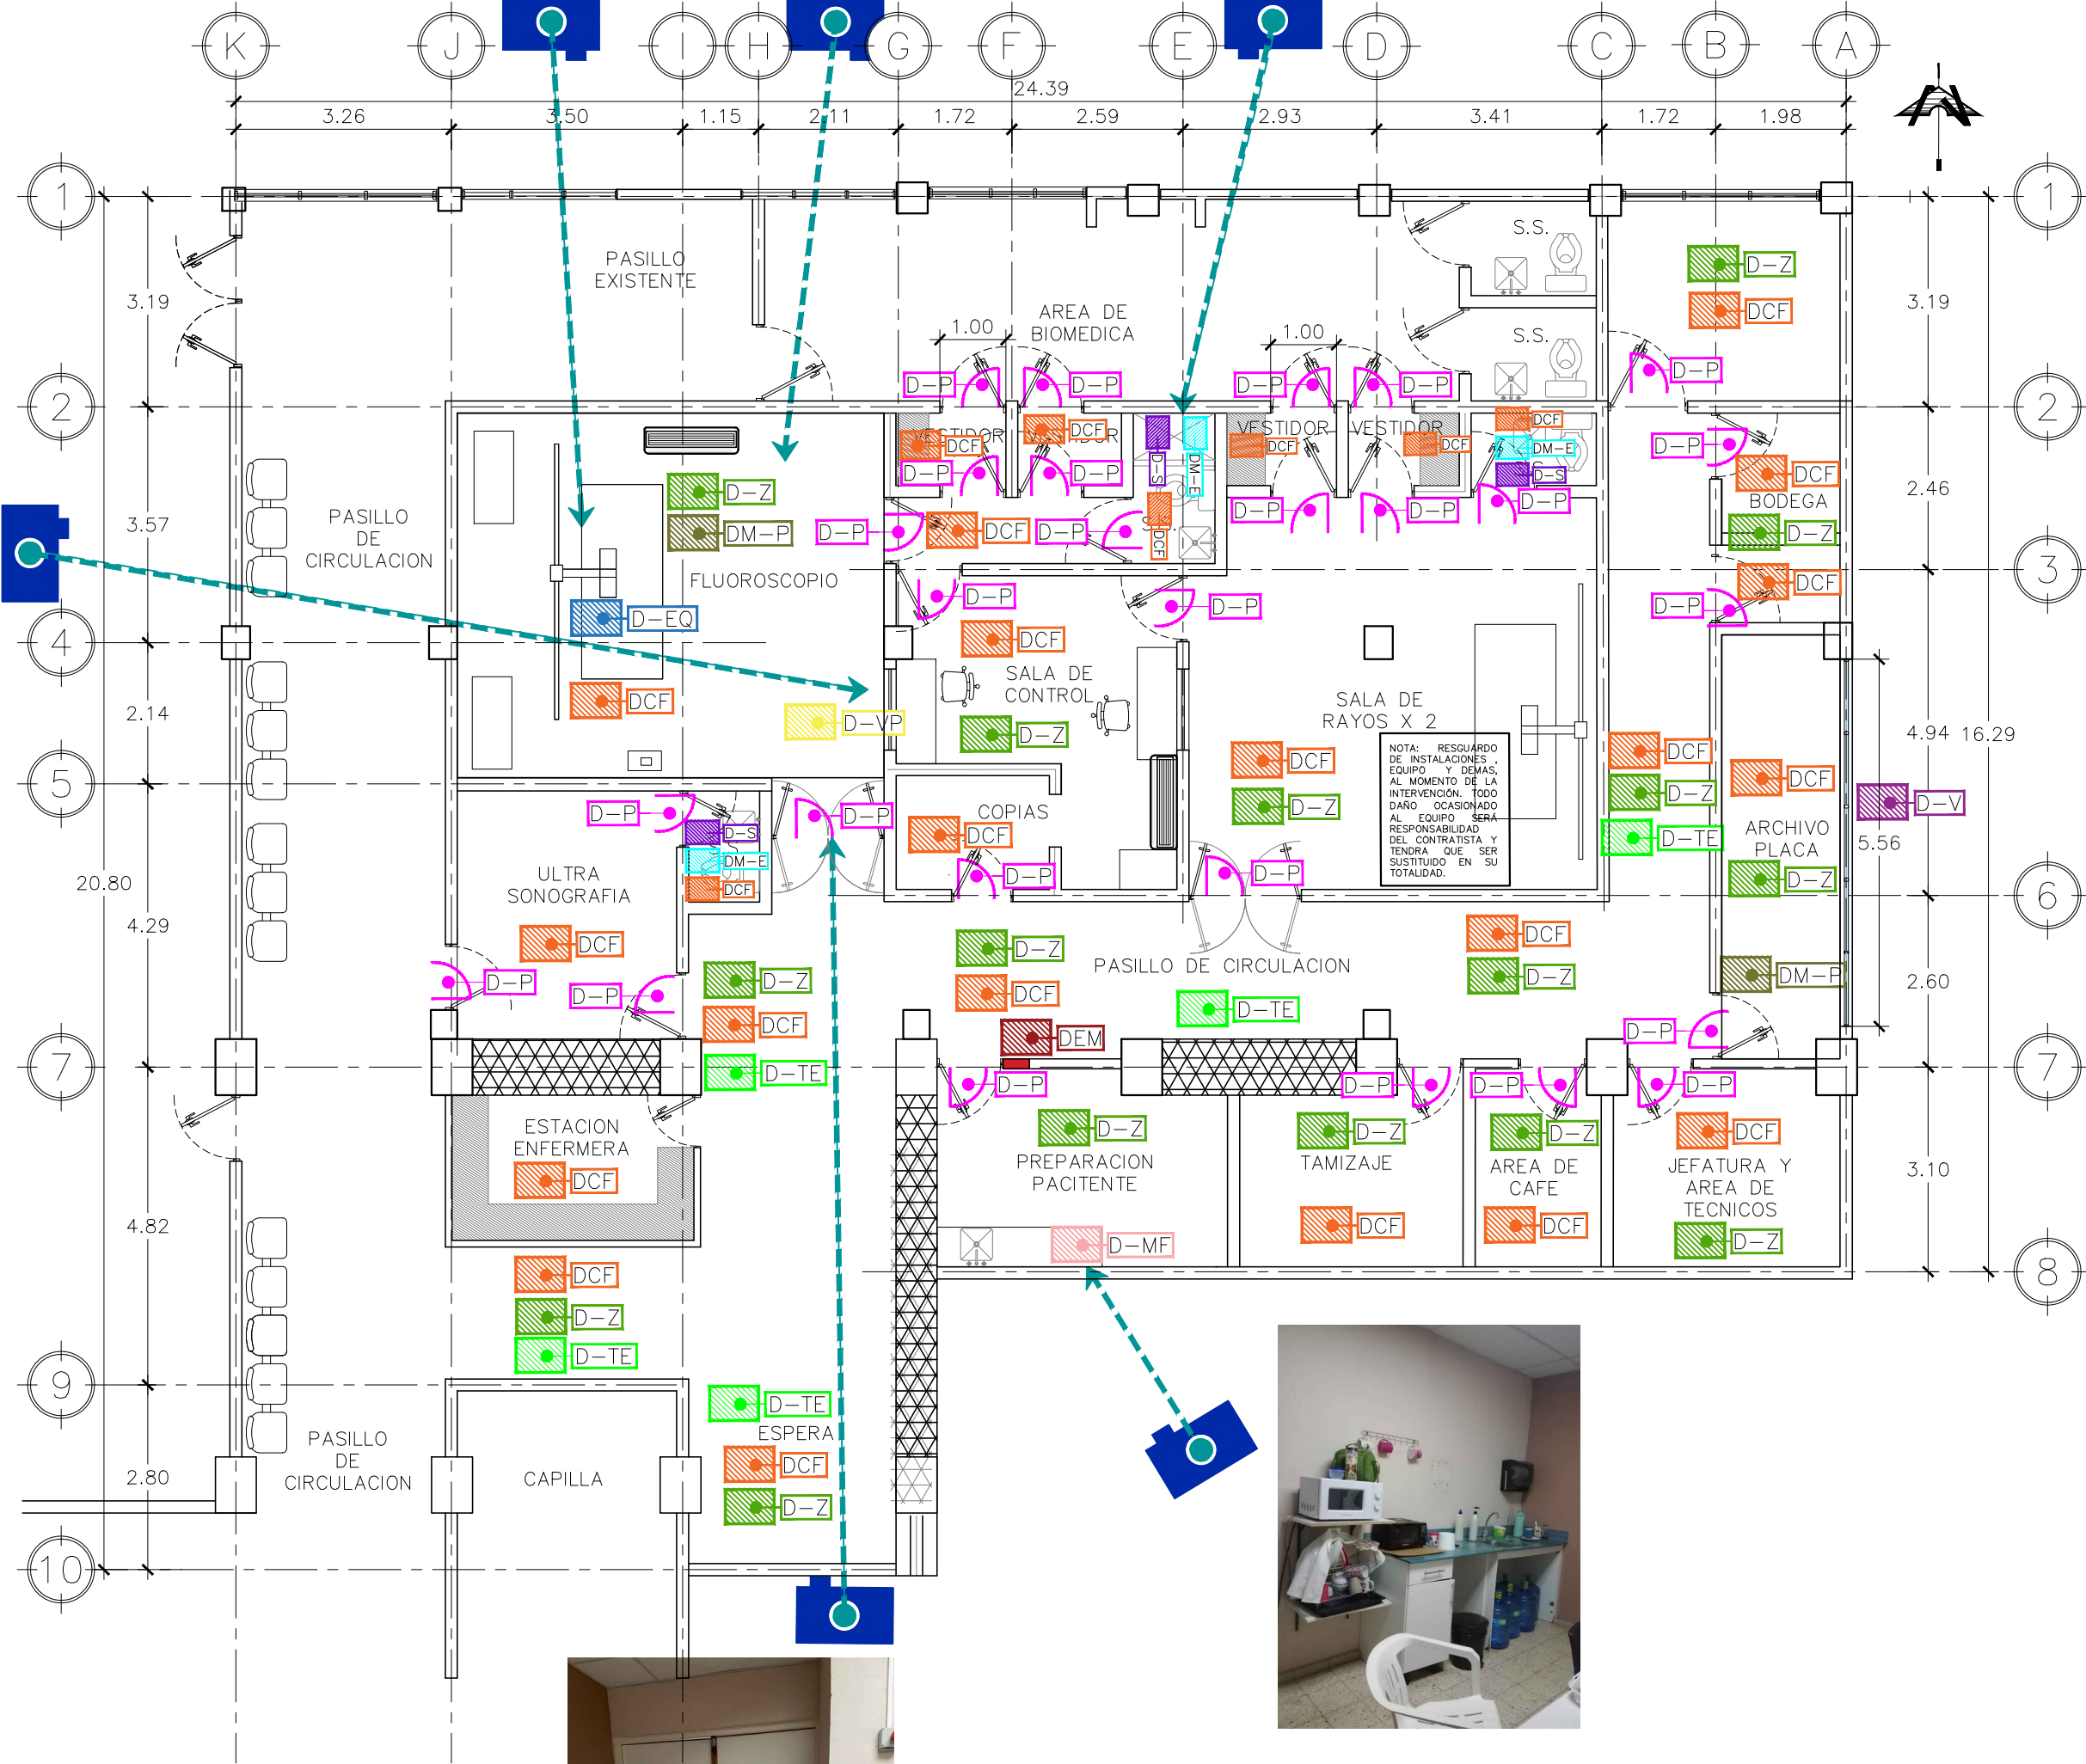 K J I H G F E D C B A
24.39
3.26 3.50 1.15 2.11 1.72 2.59 2.93 3.41 1.72 1.98
1 1
S.S.
PASILLO
EXISTENTE
D-Z
3.19 3.19
DCF
AREA DE
BIOMEDICA
1.00 1.00
S.S.
D-P D-P D-P D-P D-P
2 2
VESTIDOR VESTIDOR VESTIDOR VESTIDOR
DCF DCF DCF DCF DCF
DM-E
D-S
D-P D-P D-P D-P D-P
D-S DM-E DCF
D-P
DCF
BODEGA
D-Z
2.46
3.57
PASILLO
DE
CIRCULACION
D-Z
DM-P
D-P DCF D-P
FLUOROSCOPIO
3
DCF
D-P D-P D-P
D-EQ
4
DCF
SALA DE
CONTROL
DCF
D-VP D-Z
SALA DE
RAYOS X 2
2.14
4.94 16.29
NOTA: RESGUARDO
DE INSTALACIONES ,
EQUIPO Y DEMAS,
AL MOMENTO DE LA
INTERVENCIÓN. TODO
DAÑO OCASIONADO
AL EQUIPO SERÁ
RESPONSABILIDAD
DEL CONTRATISTA Y
TENDRA QUE SER
SUSTITUIDO EN SU
TOTALIDAD.
DCF
D-Z
DCF
D-Z
D-TE
DCF
D-V
ARCHIVO
PLACA
5.56
D-Z
5
D-P D-P
COPIAS
DCF
D-S
DM-E
DCF
D-P D-P
20.80
ULTRA
SONOGRAFIA
6
4.29
DCF
D-Z
DCF
DCF
D-Z
PASILLO DE CIRCULACION
DM-P
D-P D-P D-Z
DCF
D-TE
2.60
DCF
DEM
D-P
7 7
D-TE
D-P D-P D-P D-P
ESTACION
ENFERMERA
DCF
D-Z D-Z D-Z DCF
PREPARACION
PACITENTE
TAMIZAJE
AREA DE
CAFE
JEFATURA Y
AREA DE
TECNICOS
3.10
4.82
DCF DCF
D-Z
D-MF
8
DCF
D-Z
D-TE
9
D-TE
ESPERA
DCF
D-Z
PASILLO
DE
CIRCULACION
CAPILLA
2.80
10